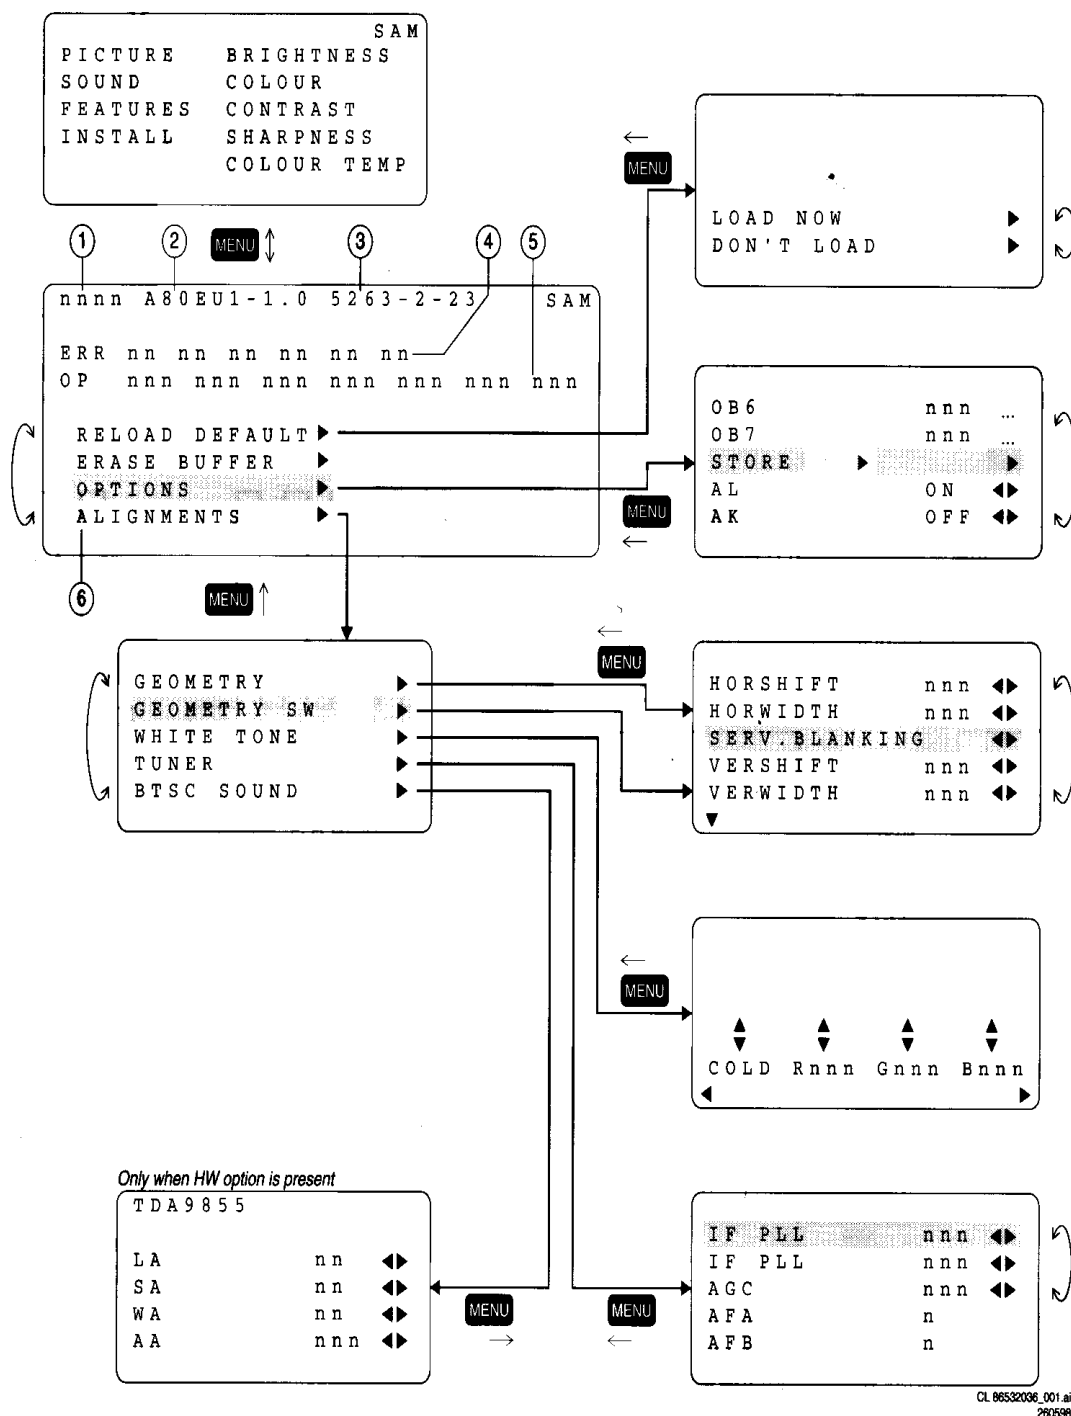 SAM
PICTURE BRIGHTNESS
SOUND COLOUR
FEATURES CONTRAST
INSTALL SHARPNESS
COLOUR TEMP
1 2 MENU 3 4 5
nnnn A80EU1-1.0 5263-2-23 SAM
ERR nn nn nn nn nn nn
OP nnn nnn nnn nnn nnn nnn nnn
RELOAD DEFAULT
ERASE BUFFER
OPTIONS
ALIGNMENTS
6
MENU
MENU
LOAD NOW
DON'T LOAD
OB6 nnn ...
OB7 nnn ...
STORE
AL ON
AK OFF
MENU
GEOMETRY
GEOMETRY SW
WHITE TONE
TUNER
BTSC SOUND
MENU
HORSHIFT nnn
HORWIDTH nnn
SERV.BLANKING
VERSHIFT nnn
VERWIDTH nnn
MENU
COLD Rnnn Gnnn Bnnn
Only when HW option is present
TDA9855
LA nn
SA nn
WA nn
AA nnn
MENU
MENU
IF PLL nnn
IF PLL nnn
AGC nnn
AFA n
AFB n
CL 86532036_001.ai
260598